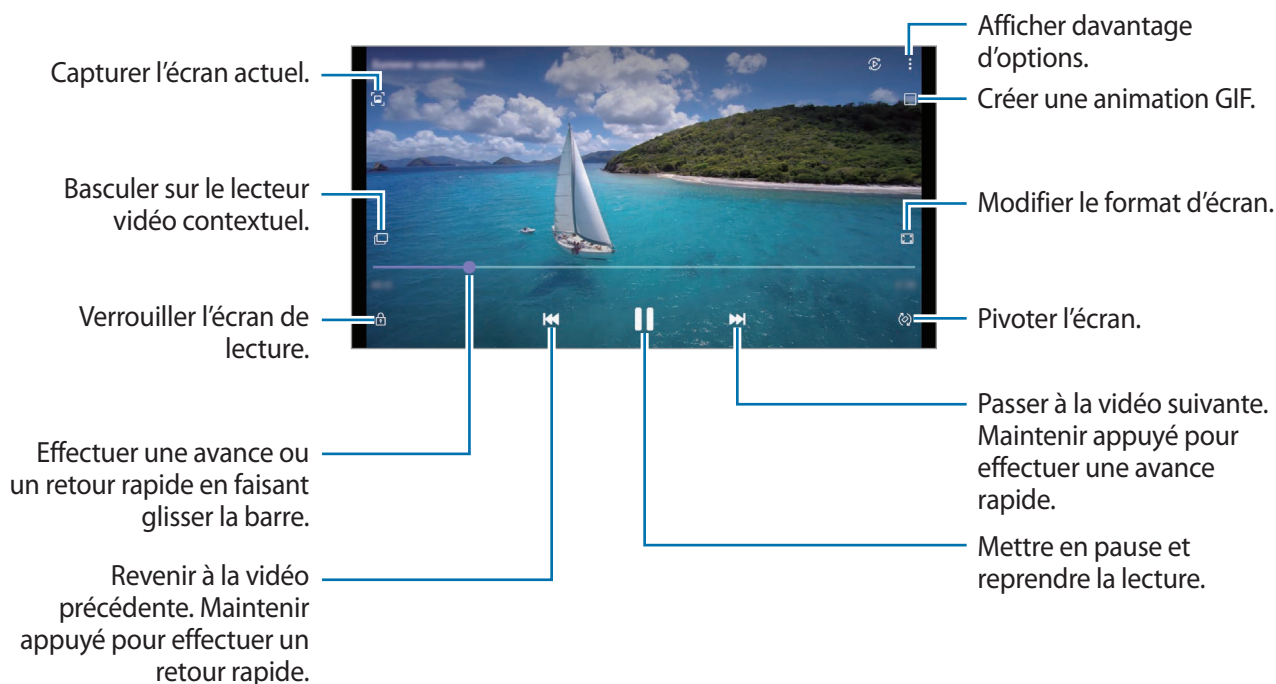 Capturer l'écran actuel.
Basculer sur le lecteur
vidéo contextuel.
Verrouiller l'écran de
lecture.
Effectuer une avance ou
un retour rapide en faisant
glisser la barre.
Revenir à la vidéo
précédente. Maintenir
appuyé pour effectuer un
retour rapide.
Afficher davantage
d'options.
Créer une animation GIF.
Modifier le format d'écran.
Pivoter l'écran.
Passer à la vidéo suivante.
Maintenir appuyé pour
effectuer une avance
rapide.
Mettre en pause et
reprendre la lecture.